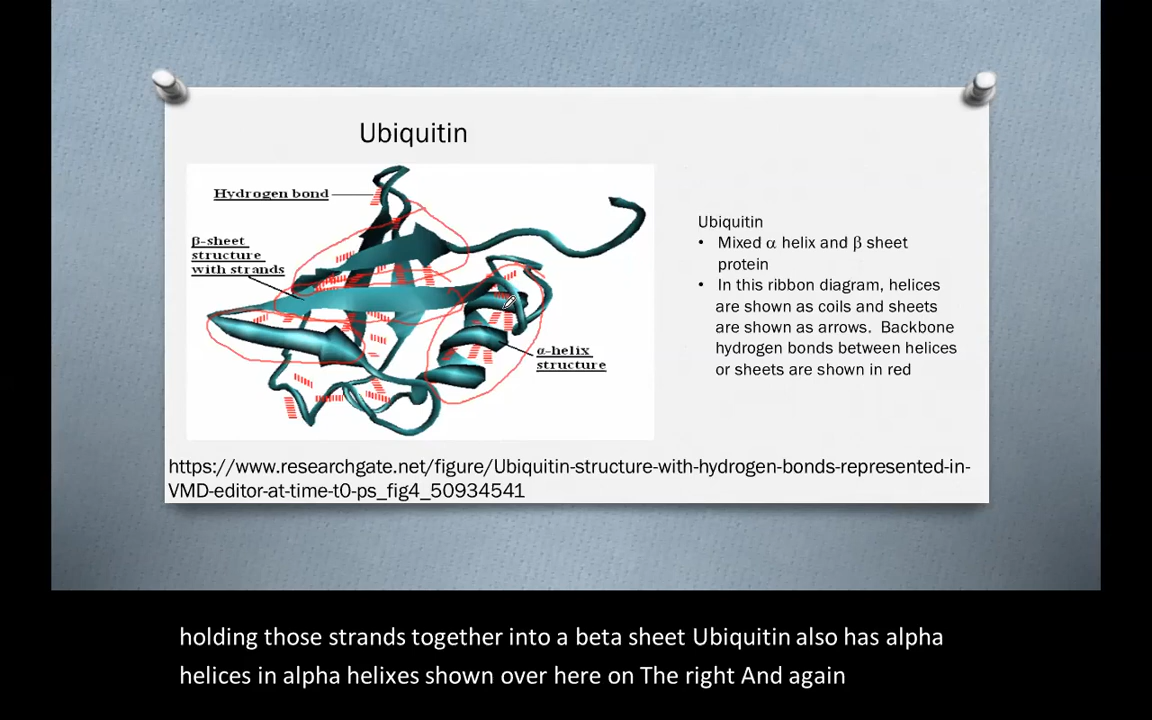 Ubiquitin
Hydrogen bond
β-sheet
structure
with strands
α-helix
structure
Ubiquitin
• Mixed α helix and β sheet
protein
• In this ribbon diagram, helices
are shown as coils and sheets
are shown as arrows. Backbone
hydrogen bonds between helices
or sheets are shown in red
https://www.researchgate.net/figure/Ubiquitin-structure-with-hydrogen-bonds-represented-in-
VMD-editor-at-time-t0-ps_fig4_50934541
holding those strands together into a beta sheet Ubiquitin also has alpha
helices in alpha helixes shown over here on The right And again